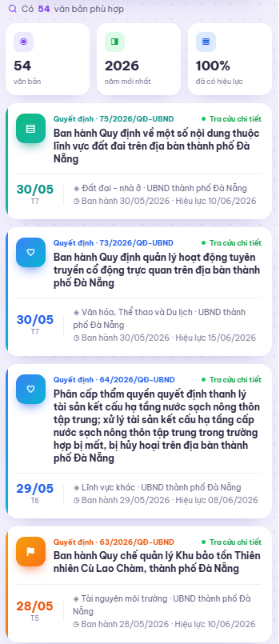 Có 54 văn bản phù hợp
54
văn bản
2026
năm mới nhất
100%
đã có hiệu lực
Quyết định · 75/2026/QĐ-UBND
Tra cứu chi tiết
Ban hành Quy định về một số nội dung thuộc
lĩnh vực đất đai trên địa bàn thành phố Đà
Nẵng
30/05
T7
Đất đai - nhà ở · UBND thành phố Đà Nẵng
Ban hành 30/05/2026 · Hiệu lực 10/06/2026
Quyết định · 73/2026/QĐ-UBND
Tra cứu chi tiết
Ban hành Quy định quản lý hoạt động tuyên
truyền cổ động trực quan trên địa bàn thành
phố Đà Nẵng
30/05
T7
Văn hóa, Thể thao và Du lịch · UBND thành
phố Đà Nẵng
Ban hành 30/05/2026 · Hiệu lực 15/06/2026
Quyết định · 64/2026/QĐ-UBND
Tra cứu chi tiết
Phân cấp thẩm quyền quyết định thanh lý
tài sản kết cấu hạ tầng nước sạch nông thôn
tập trung; xử lý tài sản kết cấu hạ tầng cấp
nước sạch nông thôn tập trung trong trường
hợp bị mất, bị hủy hoại trên địa bàn thành
phố Đà Nẵng
29/05
T6
Lĩnh vực khác · UBND thành phố Đà Nẵng
Ban hành 29/05/2026 · Hiệu lực 08/06/2026
Quyết định · 63/2026/QĐ-UBND
Tra cứu chi tiết
Ban hành Quy chế quản lý Khu bảo tồn Thiên
nhiên Cù Lao Chàm, thành phố Đà Nẵng
28/05
T5
Tài nguyên môi trường · UBND thành phố Đà
Nẵng
Ban hành 28/05/2026 · Hiệu lực 10/06/2026